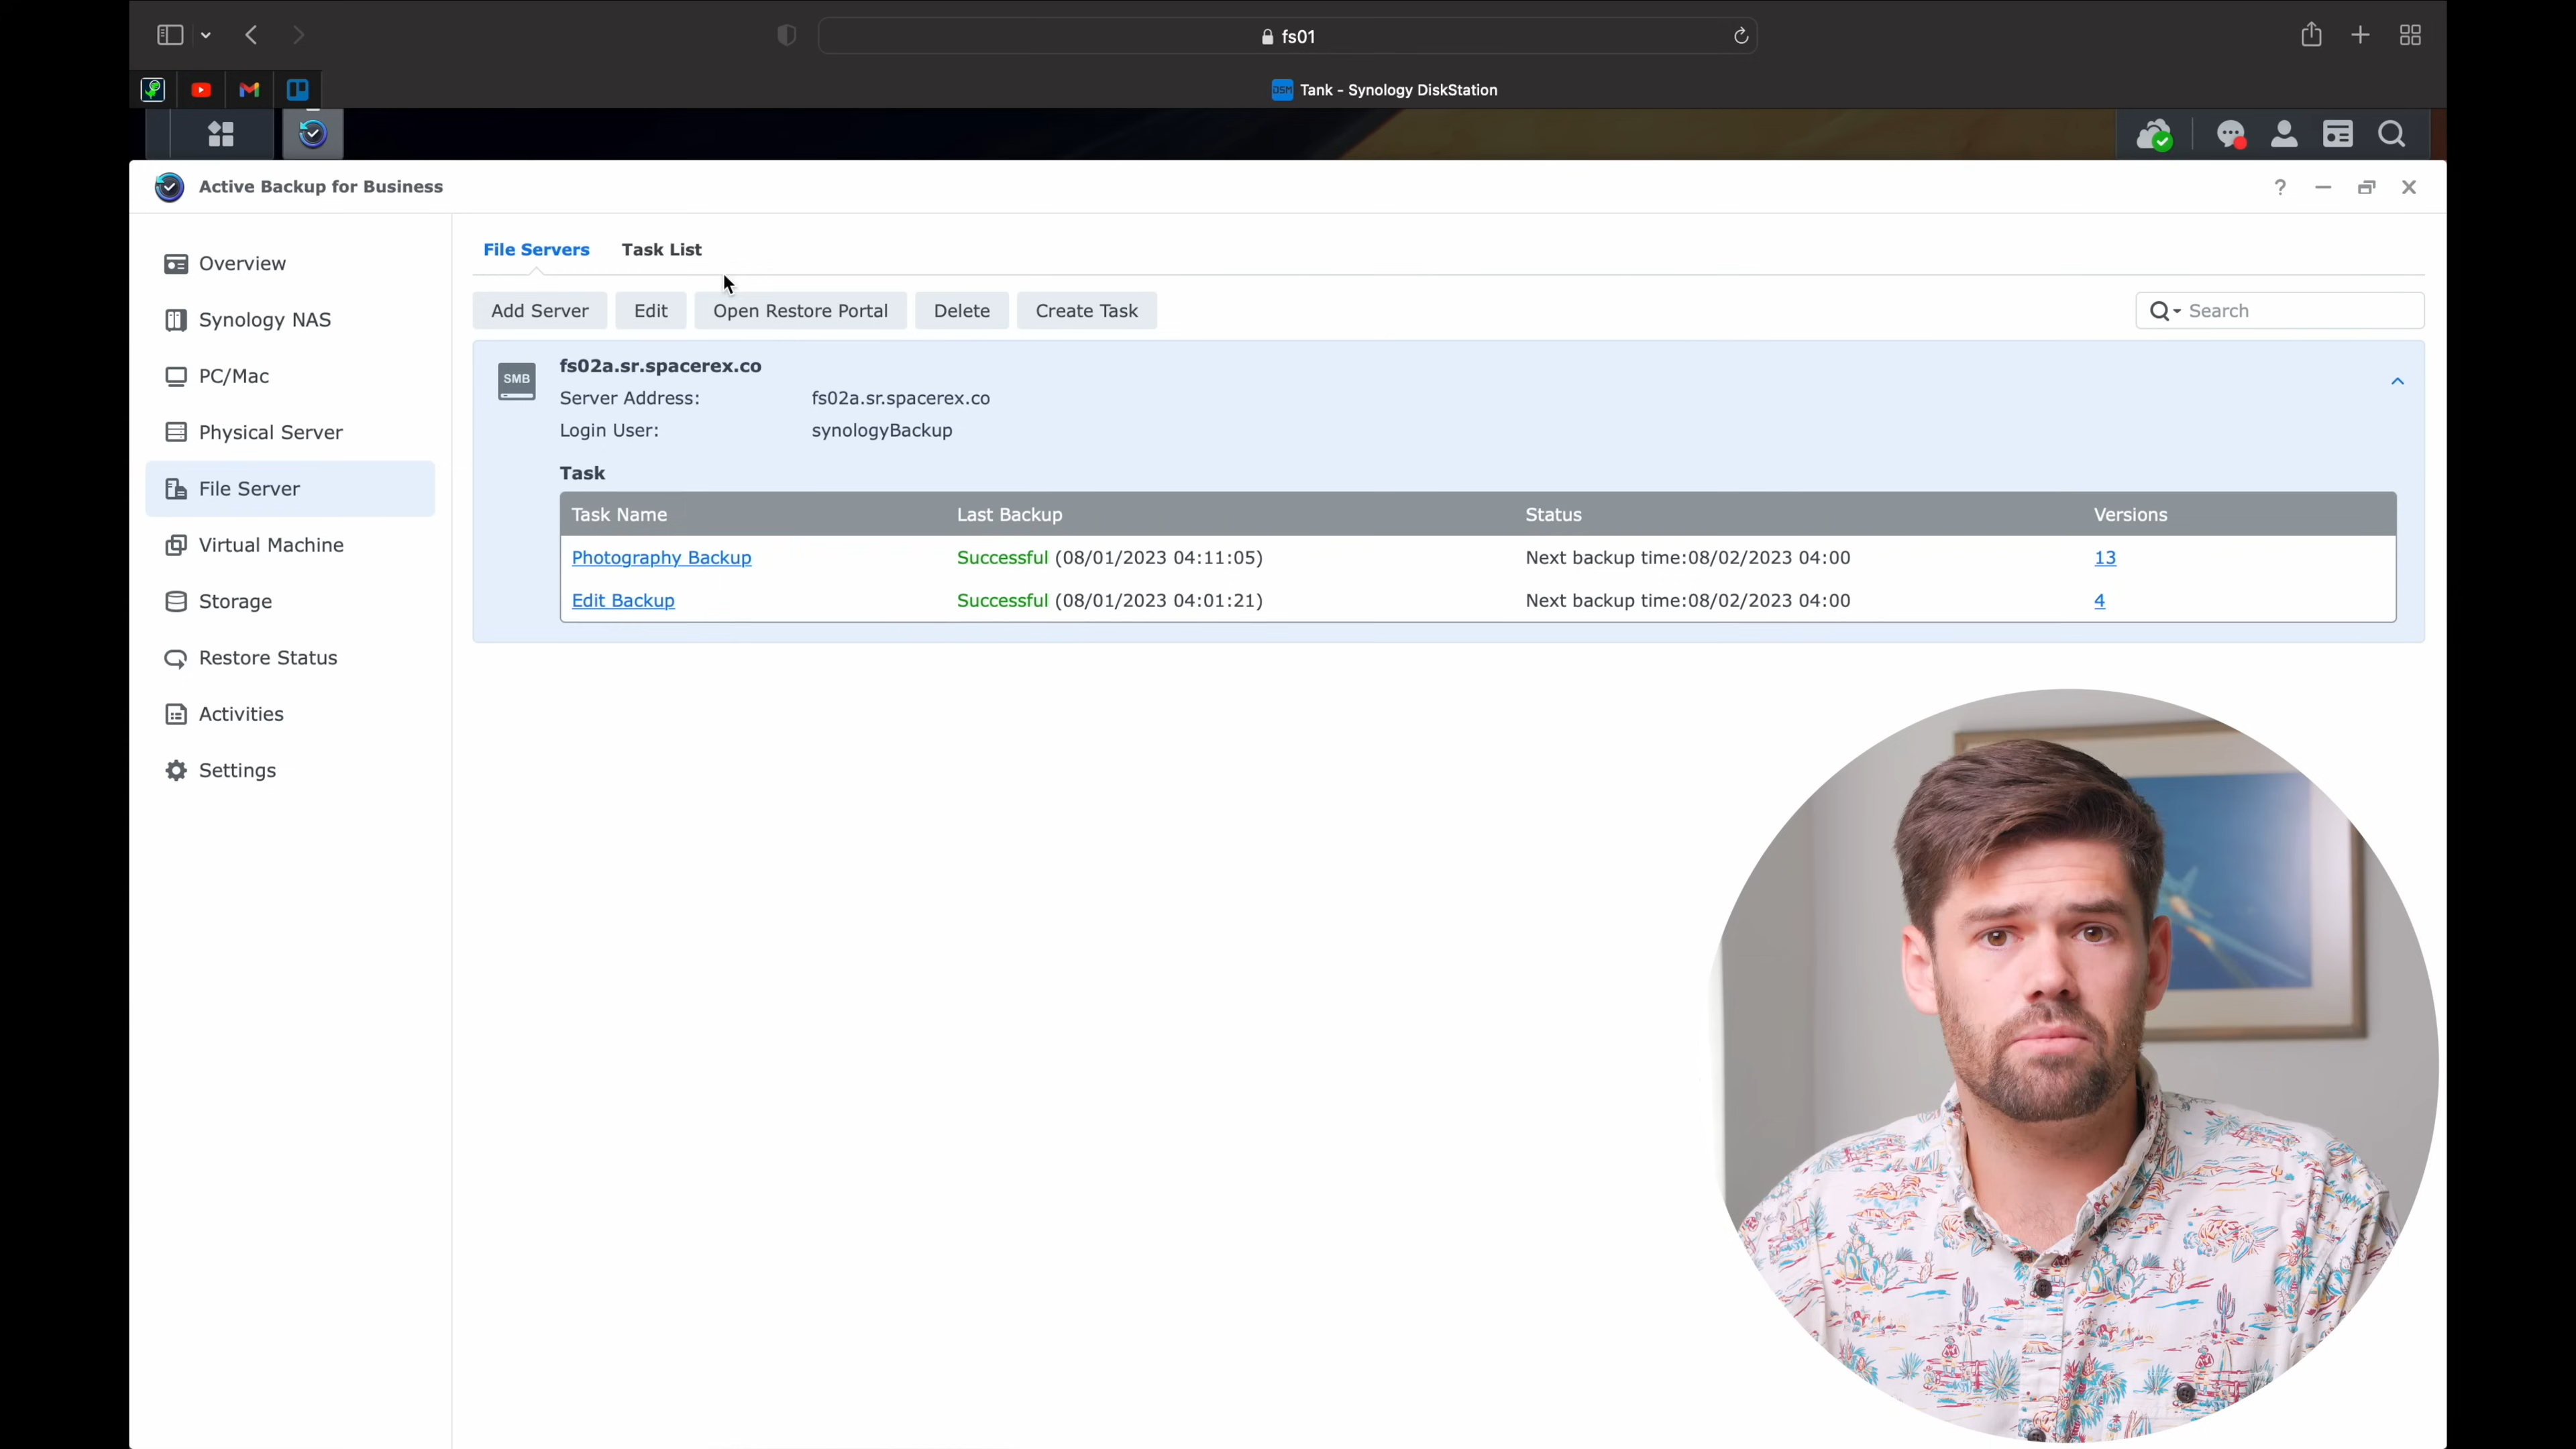 fs01
DSM Tank - Synology DiskStation
Active Backup for Business
?
Overview
Synology NAS
PC/Mac
Physical Server
File Server
Virtual Machine
Storage
Restore Status
Activities
Settings
File Servers Task List
Add Server Edit Open Restore Portal Delete Create Task Search
SMB
fs02a.sr.spacerex.co
Server Address: fs02a.sr.spacerex.co
Login User: synologyBackup
Task
Task Name Last Backup Status Versions
Photography Backup Successful (08/01/2023 04:11:05) Next backup time:08/02/2023 04:00 13
Edit Backup Successful (08/01/2023 04:01:21) Next backup time:08/02/2023 04:00 4